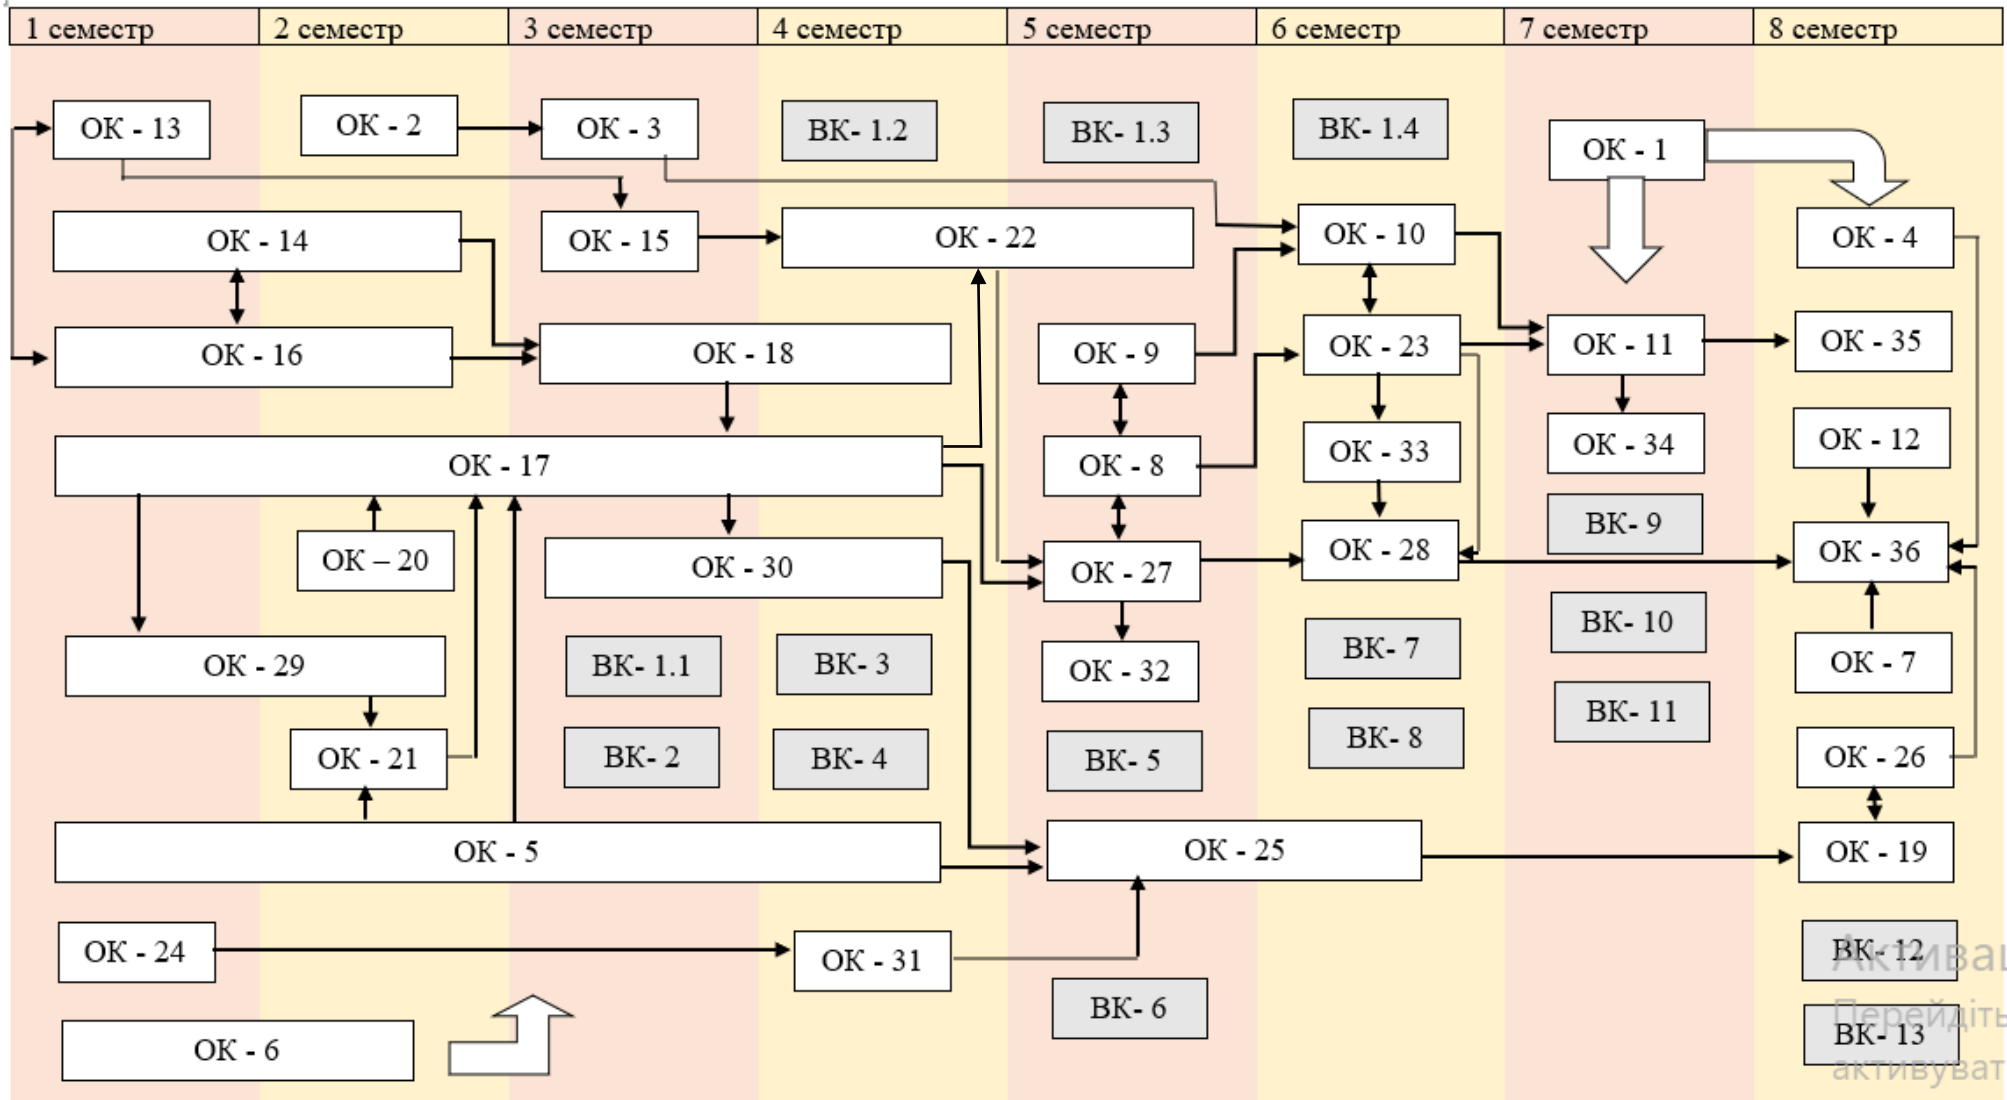 1 семестр
2 семестр
3 семестр
4 семестр
5 семестр
6 семестр
7 семестр
8 семестр
ОК - 13
ОК - 2
ОК - 3
ВК- 1.2
ВК- 1.3
ВК- 1.4
ОК - 1
ОК - 14
ОК - 15
ОК - 22
ОК - 10
ОК - 4
ОК - 16
ОК - 18
ОК - 9
ОК - 23
ОК - 11
ОК - 35
ОК - 17
ОК - 8
ОК - 33
ОК - 34
ОК - 12
ВК- 9
ОК – 20
ОК - 30
ОК - 27
ОК - 28
ОК - 36
ВК- 10
ОК - 29
ВК- 1.1
ВК- 3
ОК - 32
ВК- 7
ОК - 7
ВК- 11
ОК - 21
ВК- 2
ВК- 4
ВК- 5
ВК- 8
ОК - 26
ОК - 5
ОК - 25
ОК - 19
ОК - 24
ОК - 31
ВК- 12
ВК- 6
ОК - 6
ВК- 13
Перейдіть